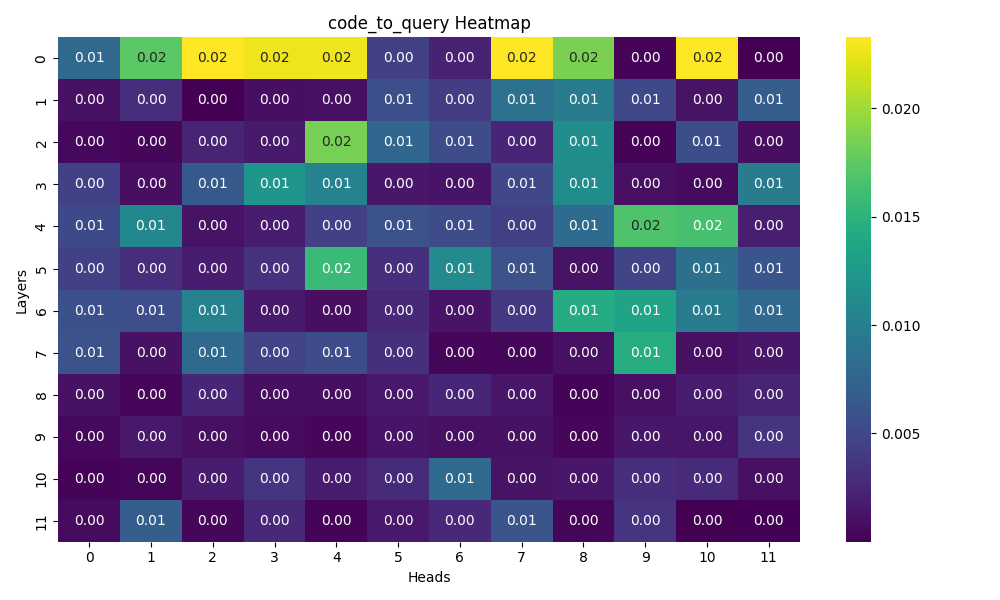 code_to_query Heatmap
0 0.01 0.02 0.02 0.02 0.02 0.00 0.00 0.02 0.02 0.00 0.02 0.00
1 0.00 0.00 0.00 0.00 0.00 0.01 0.00 0.01 0.01 0.01 0.00 0.01
2 0.00 0.00 0.00 0.00 0.02 0.01 0.01 0.00 0.01 0.00 0.01 0.00
3 0.00 0.00 0.01 0.01 0.01 0.00 0.00 0.01 0.01 0.00 0.00 0.01
4 0.01 0.01 0.00 0.00 0.00 0.01 0.01 0.00 0.01 0.02 0.02 0.00
5 0.00 0.00 0.00 0.00 0.02 0.00 0.01 0.01 0.00 0.00 0.01 0.01
6 0.01 0.01 0.01 0.00 0.00 0.00 0.00 0.00 0.01 0.01 0.01 0.01
7 0.01 0.00 0.01 0.00 0.01 0.00 0.00 0.00 0.00 0.01 0.00 0.00
8 0.00 0.00 0.00 0.00 0.00 0.00 0.00 0.00 0.00 0.00 0.00 0.00
9 0.00 0.00 0.00 0.00 0.00 0.00 0.00 0.00 0.00 0.00 0.00 0.00
10 0.00 0.00 0.00 0.00 0.00 0.00 0.01 0.00 0.00 0.00 0.00 0.00
11 0.00 0.01 0.00 0.00 0.00 0.00 0.00 0.01 0.00 0.00 0.00 0.00
0 1 2 3 4 5 6 7 8 9 10 11
Heads
Layers
0.020
0.015
0.010
0.005